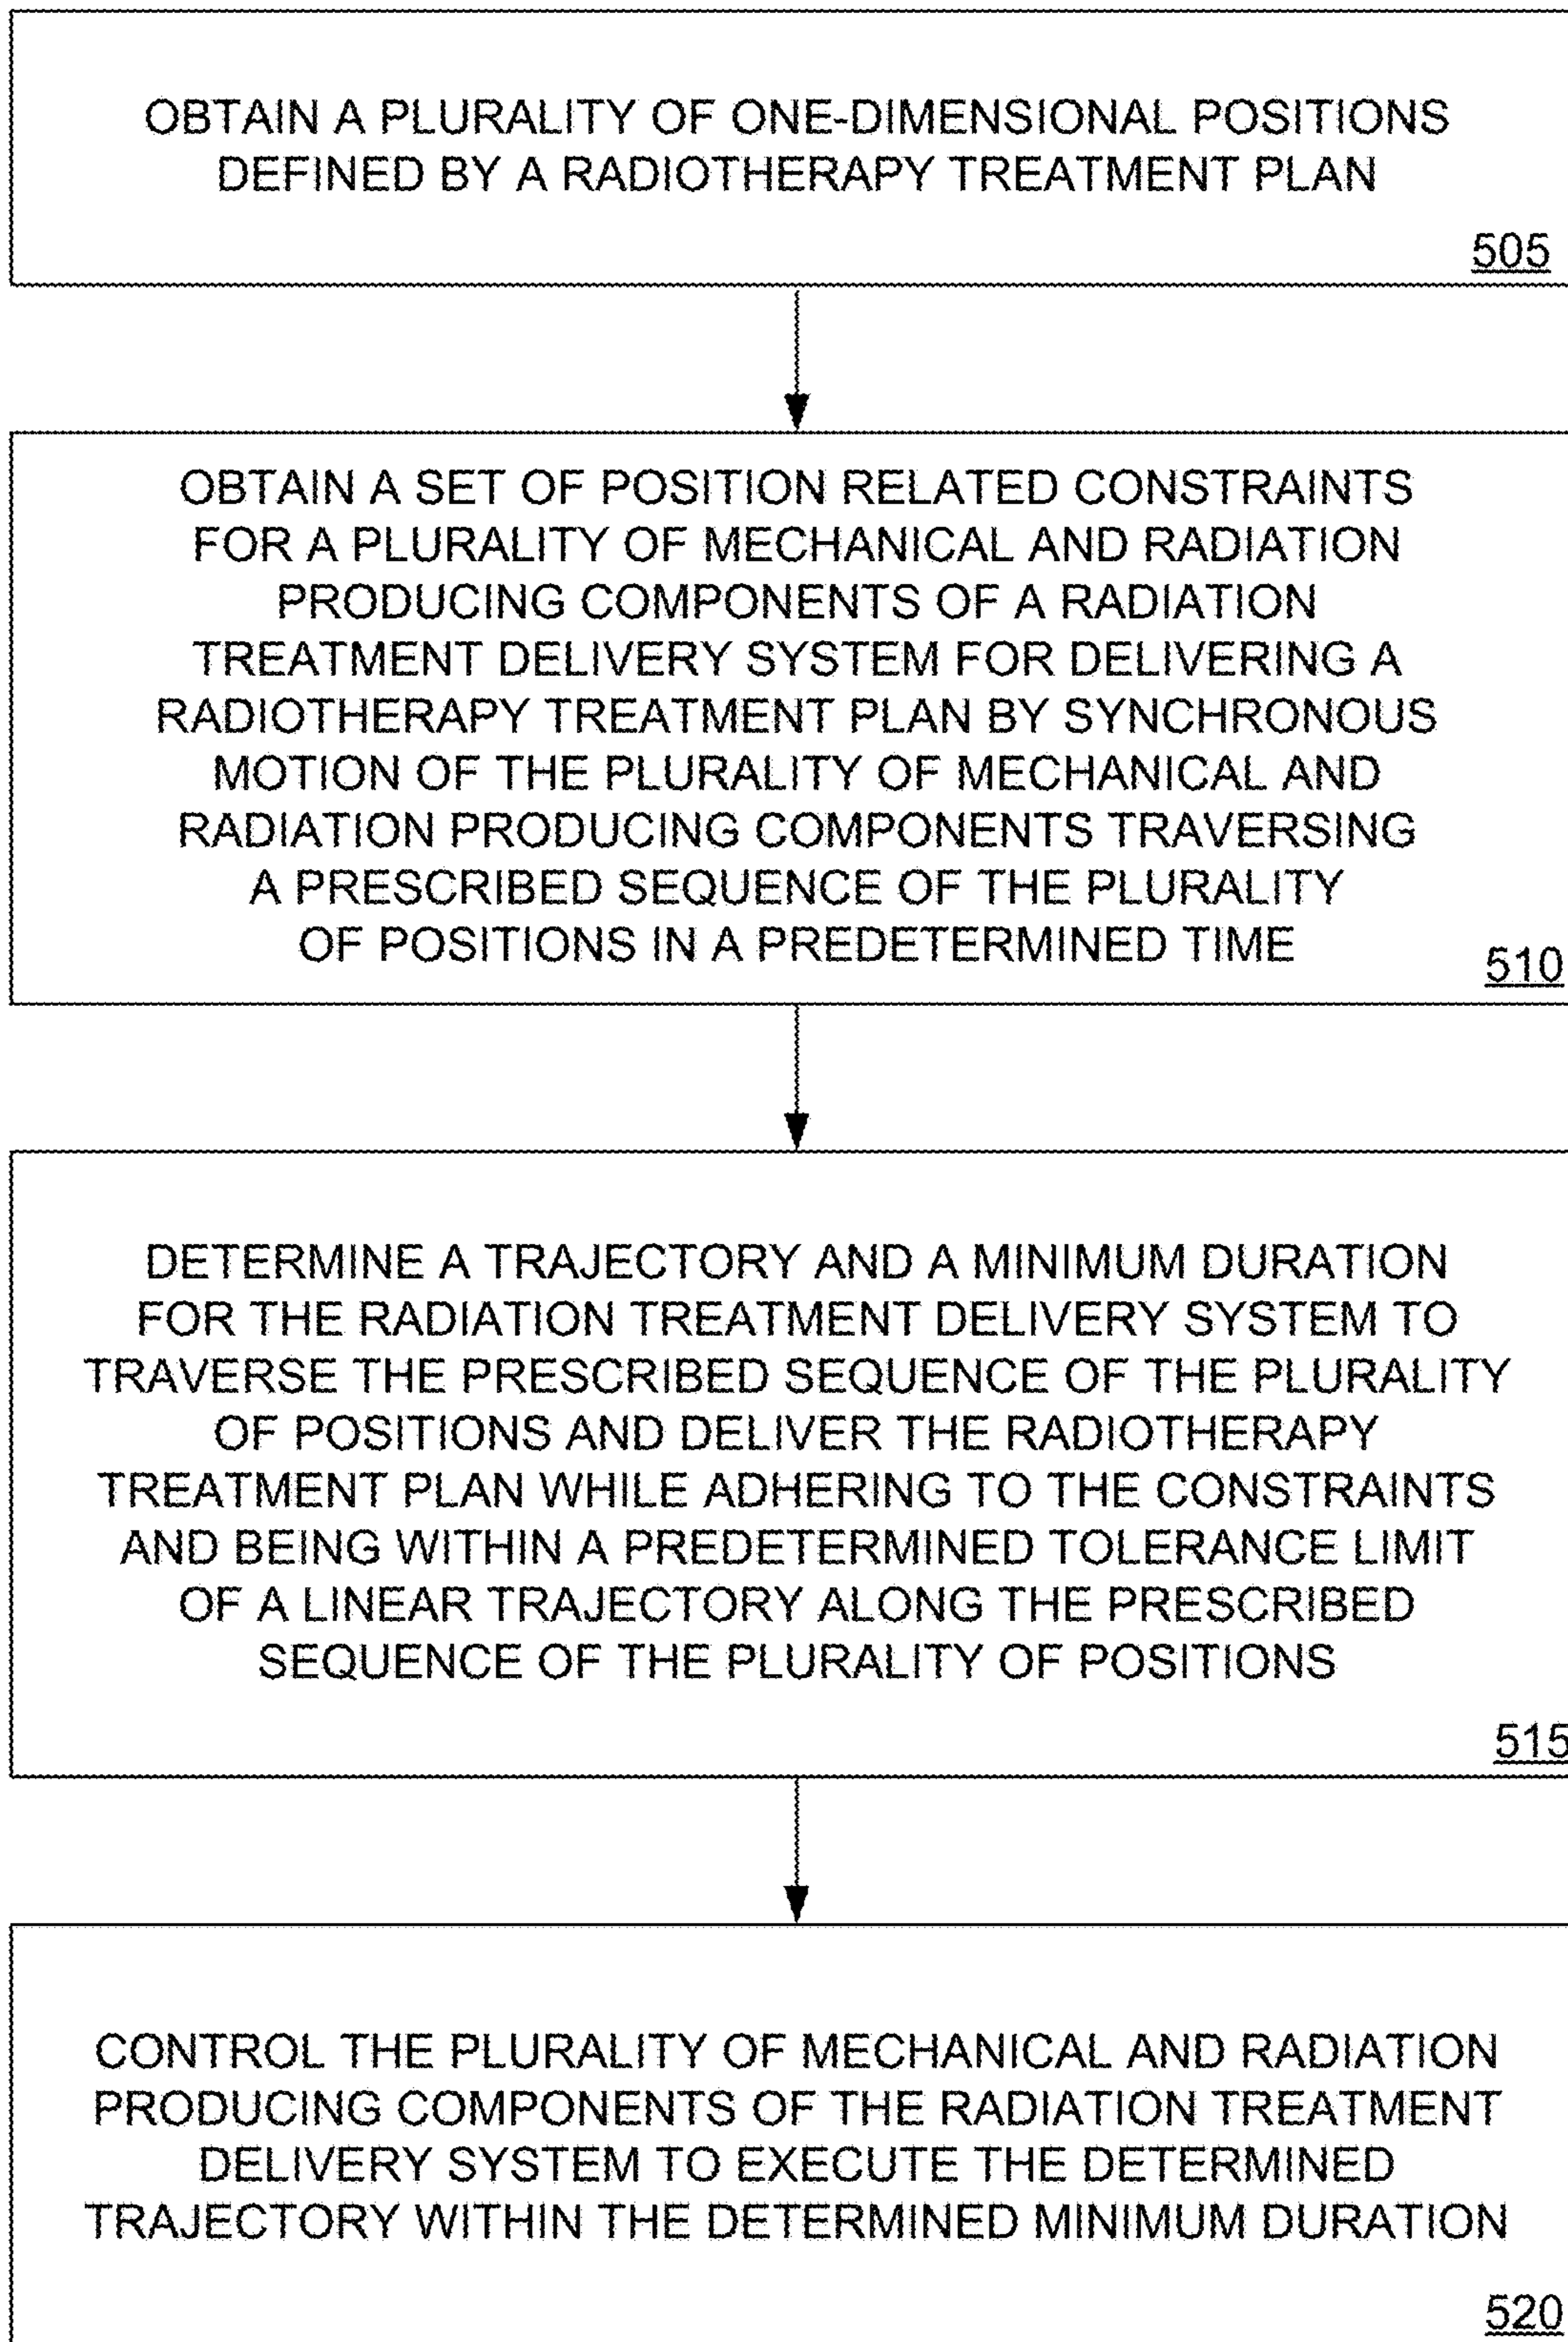 OBTAIN A PLURALITY OF ONE-DIMENSIONAL POSITIONS
DEFINED BY A RADIOTHERAPY TREATMENT PLAN
505
OBTAIN A SET OF POSITION RELATED CONSTRAINTS
FOR A PLURALITY OF MECHANICAL AND RADIATION
PRODUCING COMPONENTS OF A RADIATION
TREATMENT DELIVERY SYSTEM FOR DELIVERING A
RADIOTHERAPY TREATMENT PLAN BY SYNCHRONOUS
MOTION OF THE PLURALITY OF MECHANICAL AND
RADIATION PRODUCING COMPONENTS TRAVERSING
A PRESCRIBED SEQUENCE OF THE PLURALITY
OF POSITIONS IN A PREDETERMINED TIME
510
DETERMINE A TRAJECTORY AND A MINIMUM DURATION
FOR THE RADIATION TREATMENT DELIVERY SYSTEM TO
TRAVERSE THE PRESCRIBED SEQUENCE OF THE PLURALITY
OF POSITIONS AND DELIVER THE RADIOTHERAPY
TREATMENT PLAN WHILE ADHERING TO THE CONSTRAINTS
AND BEING WITHIN A PREDETERMINED TOLERANCE LIMIT
OF A LINEAR TRAJECTORY ALONG THE PRESCRIBED
SEQUENCE OF THE PLURALITY OF POSITIONS
515
CONTROL THE PLURALITY OF MECHANICAL AND RADIATION
PRODUCING COMPONENTS OF THE RADIATION TREATMENT
DELIVERY SYSTEM TO EXECUTE THE DETERMINED
TRAJECTORY WITHIN THE DETERMINED MINIMUM DURATION
520